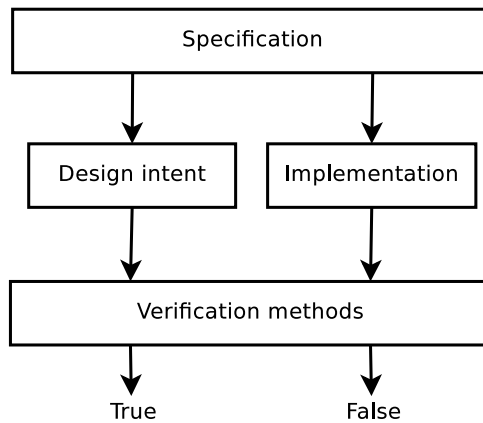 Specification
Design intent
Implementation
Verification methods
True
False